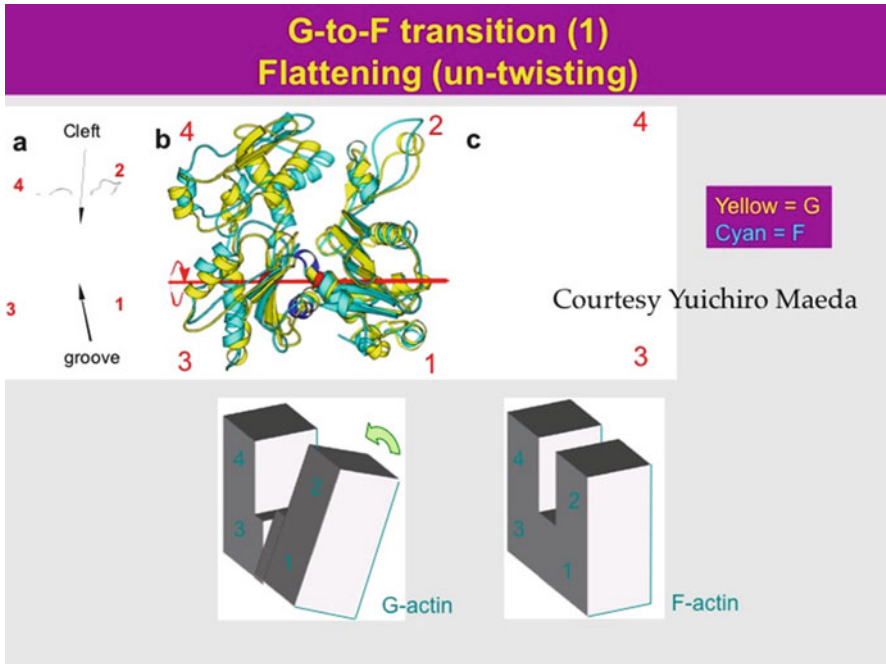 G-to-F transition (1)
Flattening (un-twisting)
a
Cleft
4
2
3
1
groove
b
4
2
3
1
c
4
3
Yellow = G
Cyan = F
Courtesy Yuichiro Maeda
4
3
2
1
G-actin
4
3
2
1
F-actin